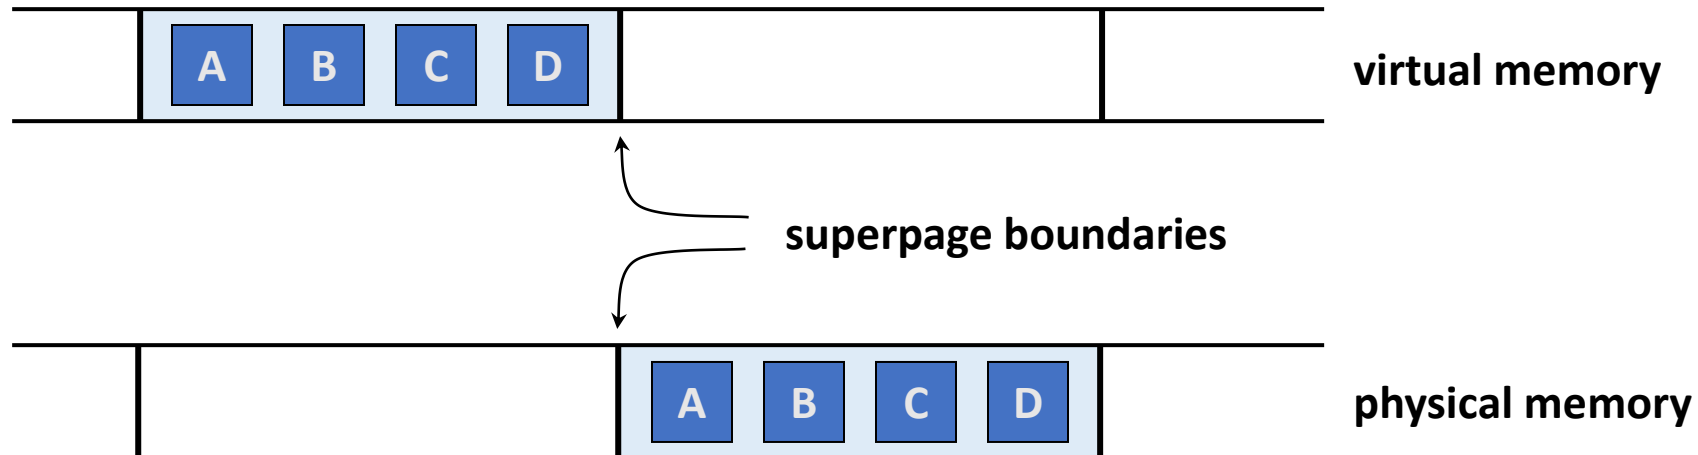 A B C D virtual memory
superpage boundaries
A B C D physical memory